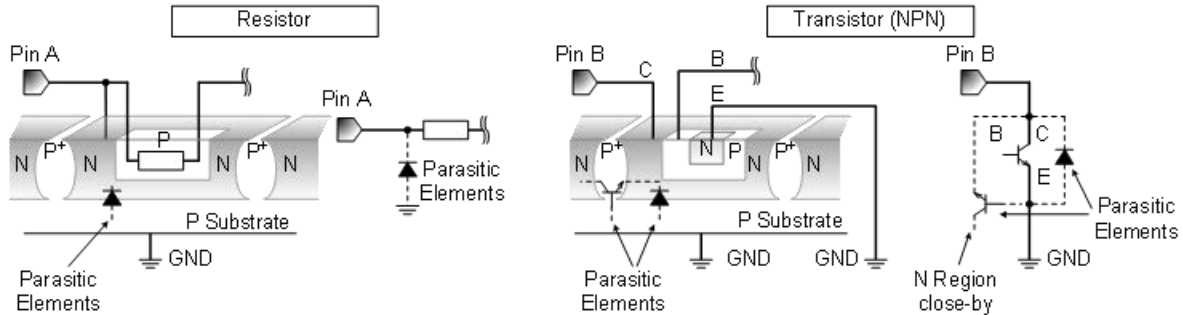 Resistor
Transistor (NPN)
Pin A
Pin B
C
B
E
Pin B
Pin A
N
P+
N
P
N
P+
N
Parasitic
Elements
P Substrate
GND
Parasitic
Elements
N
P+
N
P
P+
N
P Substrate
GND
GND
Parasitic
Elements
B
C
E
Parasitic
Elements
N Region
close-by